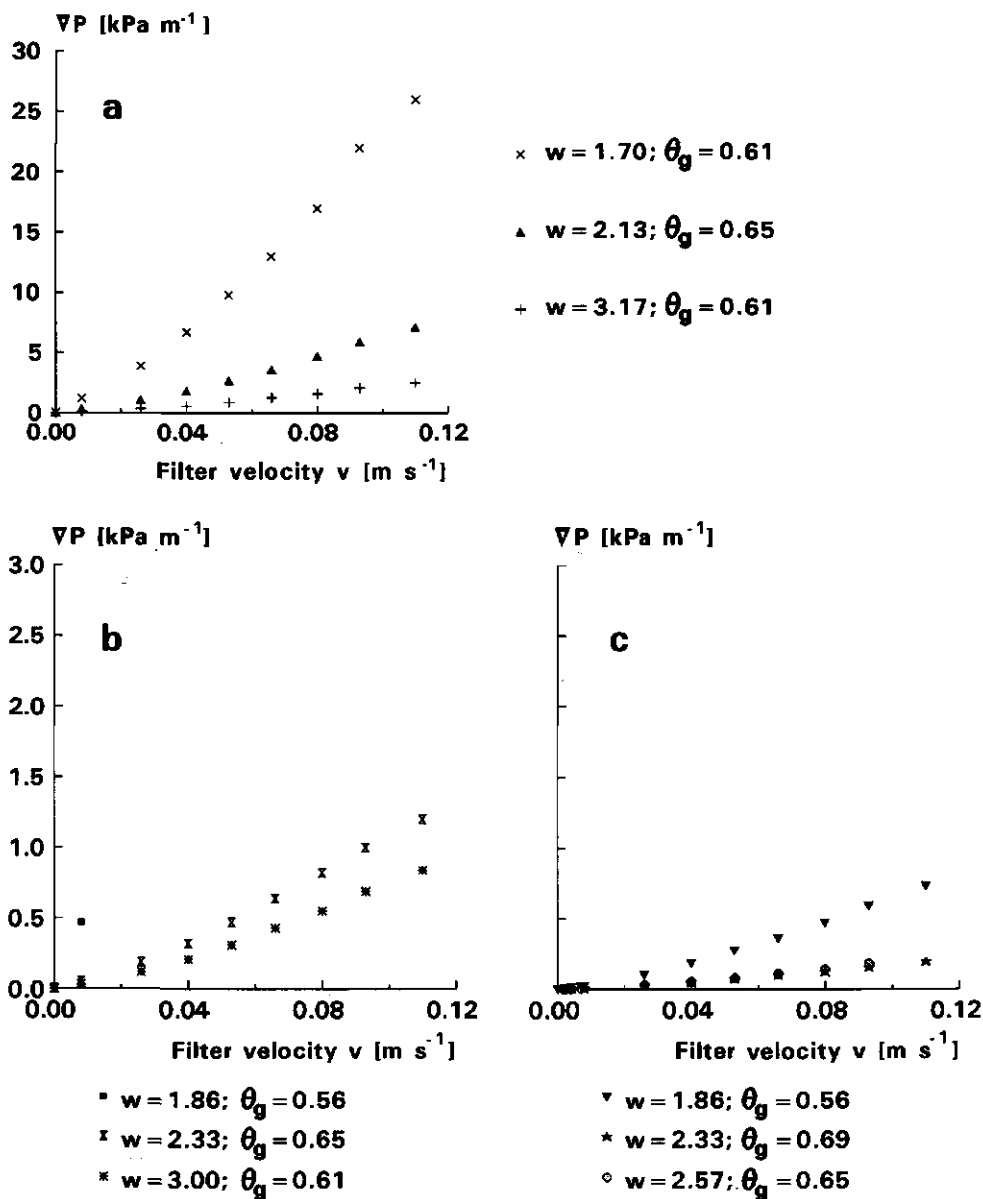 ∇P [kPa m⁻¹]
30
25
20
15
10
5
0
a
0.00 0.04 0.08 0.12
Filter velocity v [m s⁻¹]
× w=1.70; θg=0.61
▲ w=2.13; θg=0.65
+ w=3.17; θg=0.61
∇P [kPa m⁻¹]
3.0
2.5
2.0
1.5
1.0
0.5
0.0
b
0.00 0.04 0.08 0.12
Filter velocity v [m s⁻¹]
w=1.86; θg=0.56
w=2.33; θg=0.65
w=3.00; θg=0.61
∇P [kPa m⁻¹]
c
0.00 0.04 0.08 0.12
Filter velocity v [m s⁻¹]
w=1.86; θg=0.56
w=2.33; θg=0.69
w=2.57; θg=0.65